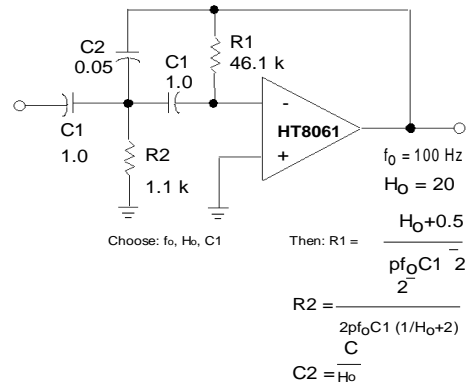 C2
0.05
C1
1.0
R1
46.1 k
C1
1.0
R2
1.1 k
-
HT8061
+
fo = 100 Hz
Ho = 20
Choose: fo, Ho, C1
Then: R1 =
Ho+0.5
pfoC1 2
2
R2 =
2pfoC1 (1/Ho+2)
C2 =
C
Ho